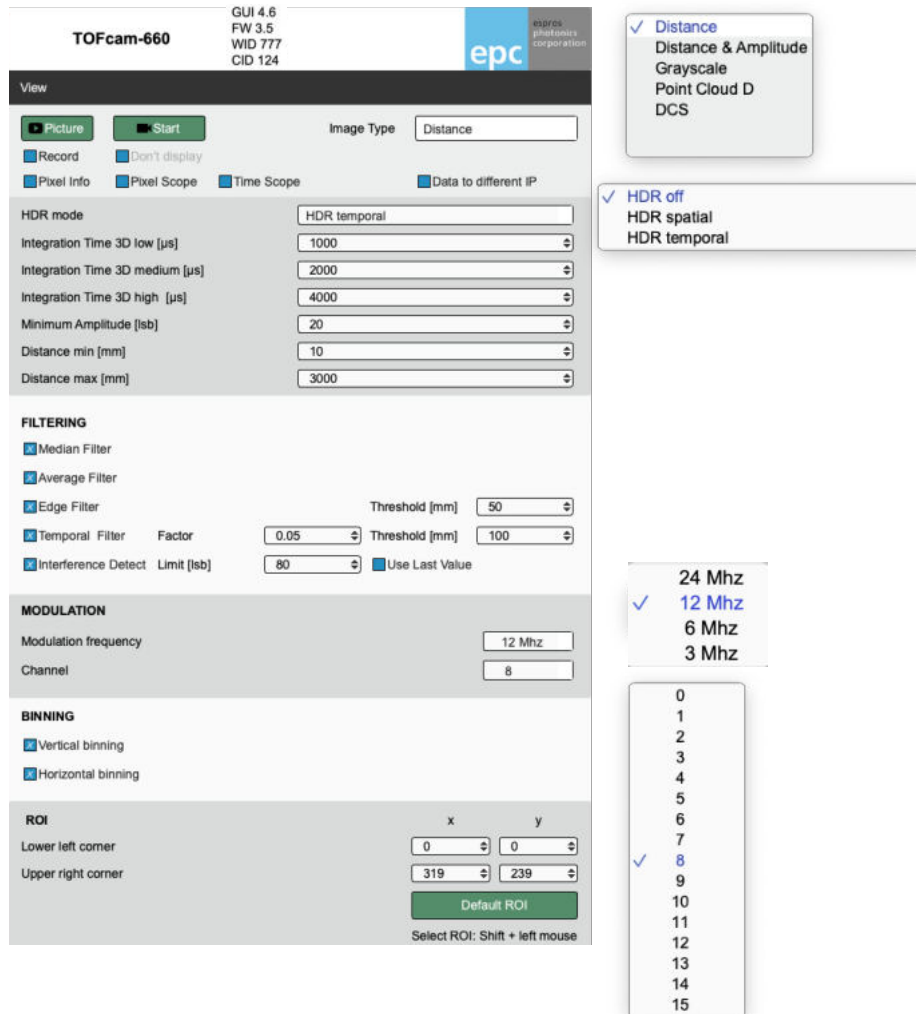 TOFcam-660
GUI 4.6
FW 3.5
WID 777
CID 124
epc
espros
photonics
corporation
View
Picture Start Image Type Distance
Record Don't display
Pixel Info Pixel Scope Time Scope Data to different IP
HDR mode HDR temporal
Integration Time 3D low [µs] 1000
Integration Time 3D medium [µs] 2000
Integration Time 3D high [µs] 4000
Minimum Amplitude [lsb] 20
Distance min [mm] 10
Distance max [mm] 3000
FILTERING
Median Filter
Average Filter
Edge Filter Threshold [mm] 50
Temporal Filter Factor 0.05 Threshold [mm] 100
Interference Detect Limit [lsb] 80 Use Last Value
MODULATION
Modulation frequency 12 Mhz
Channel 8
BINNING
Vertical binning
Horizontal binning
ROI x y
Lower left corner 0 0
Upper right corner 319 239
Default ROI
Select ROI: Shift + left mouse
✓ Distance
Distance & Amplitude
Grayscale
Point Cloud D
DCS
✓ HDR off
HDR spatial
HDR temporal
24 Mhz
✓ 12 Mhz
6 Mhz
3 Mhz
0
1
2
3
4
5
6
7
✓ 8
9
10
11
12
13
14
15